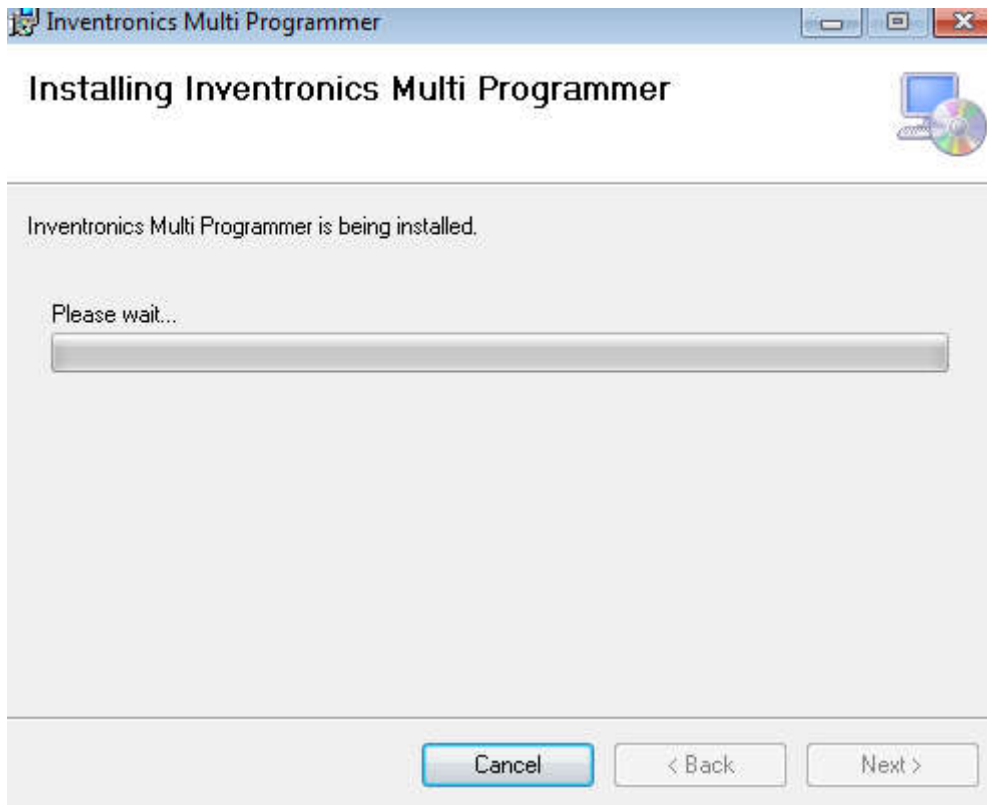 Inventronics Multi Programmer
Installing Inventronics Multi Programmer
Inventronics Multi Programmer is being installed.
Please wait...
Cancel
< Back
Next >